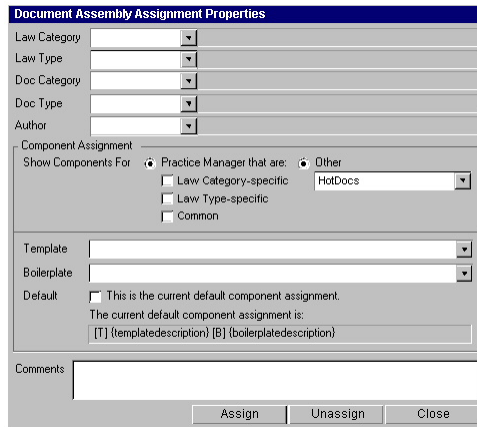 Document Assembly Assignment Properties
Law Category
Law Type
Doc Category
Doc Type
Author
Component Assignment
Show Components For Practice Manager that are: Other
Law Category-specific HotDocs
Law Type-specific
Common
Template
Boilerplate
Default This is the current default component assignment.
The current default component assignment is:
[T] {templatedescription} [B] {boilerplatedescription}
Comments
Assign Unassign Close